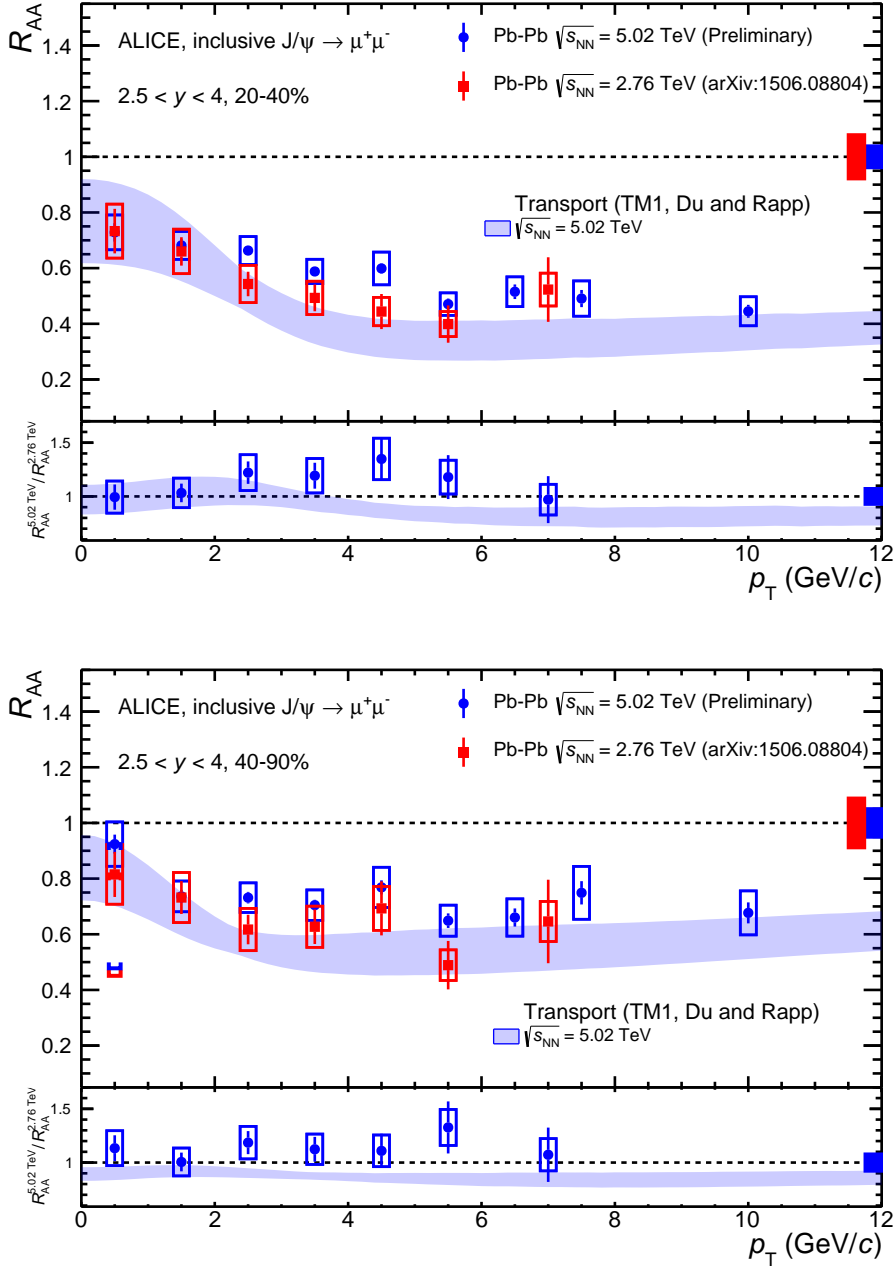 R_AA
ALICE, inclusive J/ψ → μ⁺μ⁻
2.5 < y < 4, 20-40%
Pb-Pb √s_NN = 5.02 TeV (Preliminary)
Pb-Pb √s_NN = 2.76 TeV (arXiv:1506.08804)
Transport (TM1, Du and Rapp)
√s_NN = 5.02 TeV
1.4
1.2
1
0.8
0.6
0.4
0.2
R_AA^5.02 TeV / R_AA^2.76 TeV
1.5
1
0 2 4 6 8 10 12
p_T (GeV/c)
R_AA
ALICE, inclusive J/ψ → μ⁺μ⁻
2.5 < y < 4, 40-90%
Pb-Pb √s_NN = 5.02 TeV (Preliminary)
Pb-Pb √s_NN = 2.76 TeV (arXiv:1506.08804)
Transport (TM1, Du and Rapp)
√s_NN = 5.02 TeV
1.4
1.2
1
0.8
0.6
0.4
0.2
R_AA^5.02 TeV / R_AA^2.76 TeV
1.5
1
0 2 4 6 8 10 12
p_T (GeV/c)